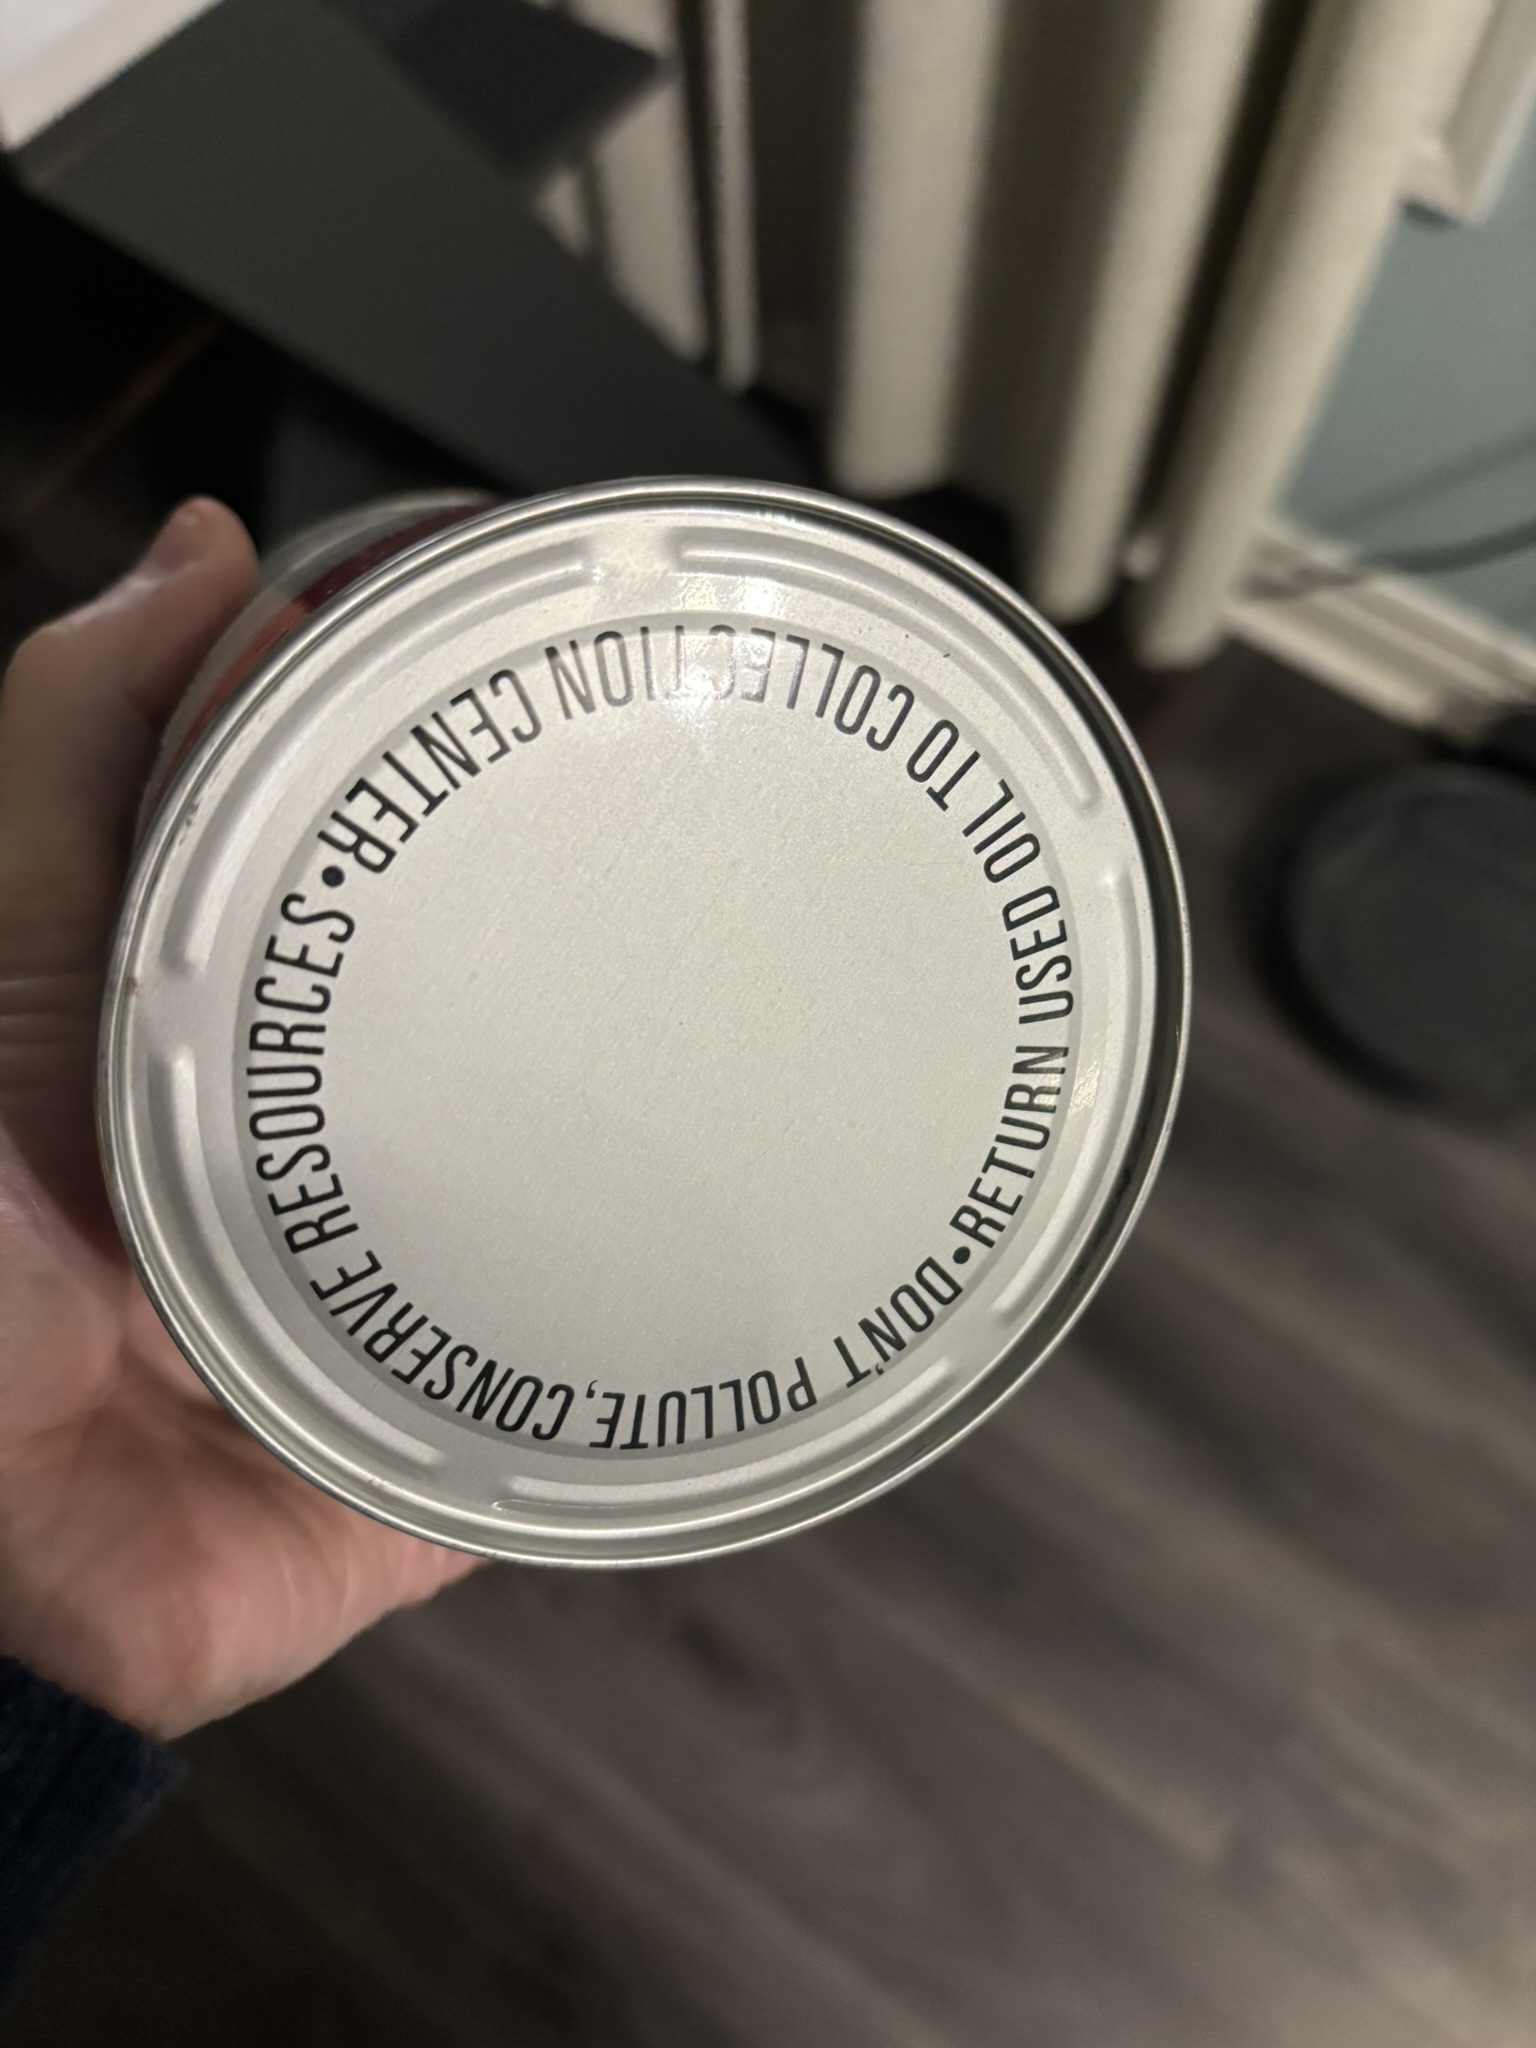 DON'T POLLUTE, CONSERVE RESOURCES •
RETURN USED OIL TO COLLECTION CENTER •